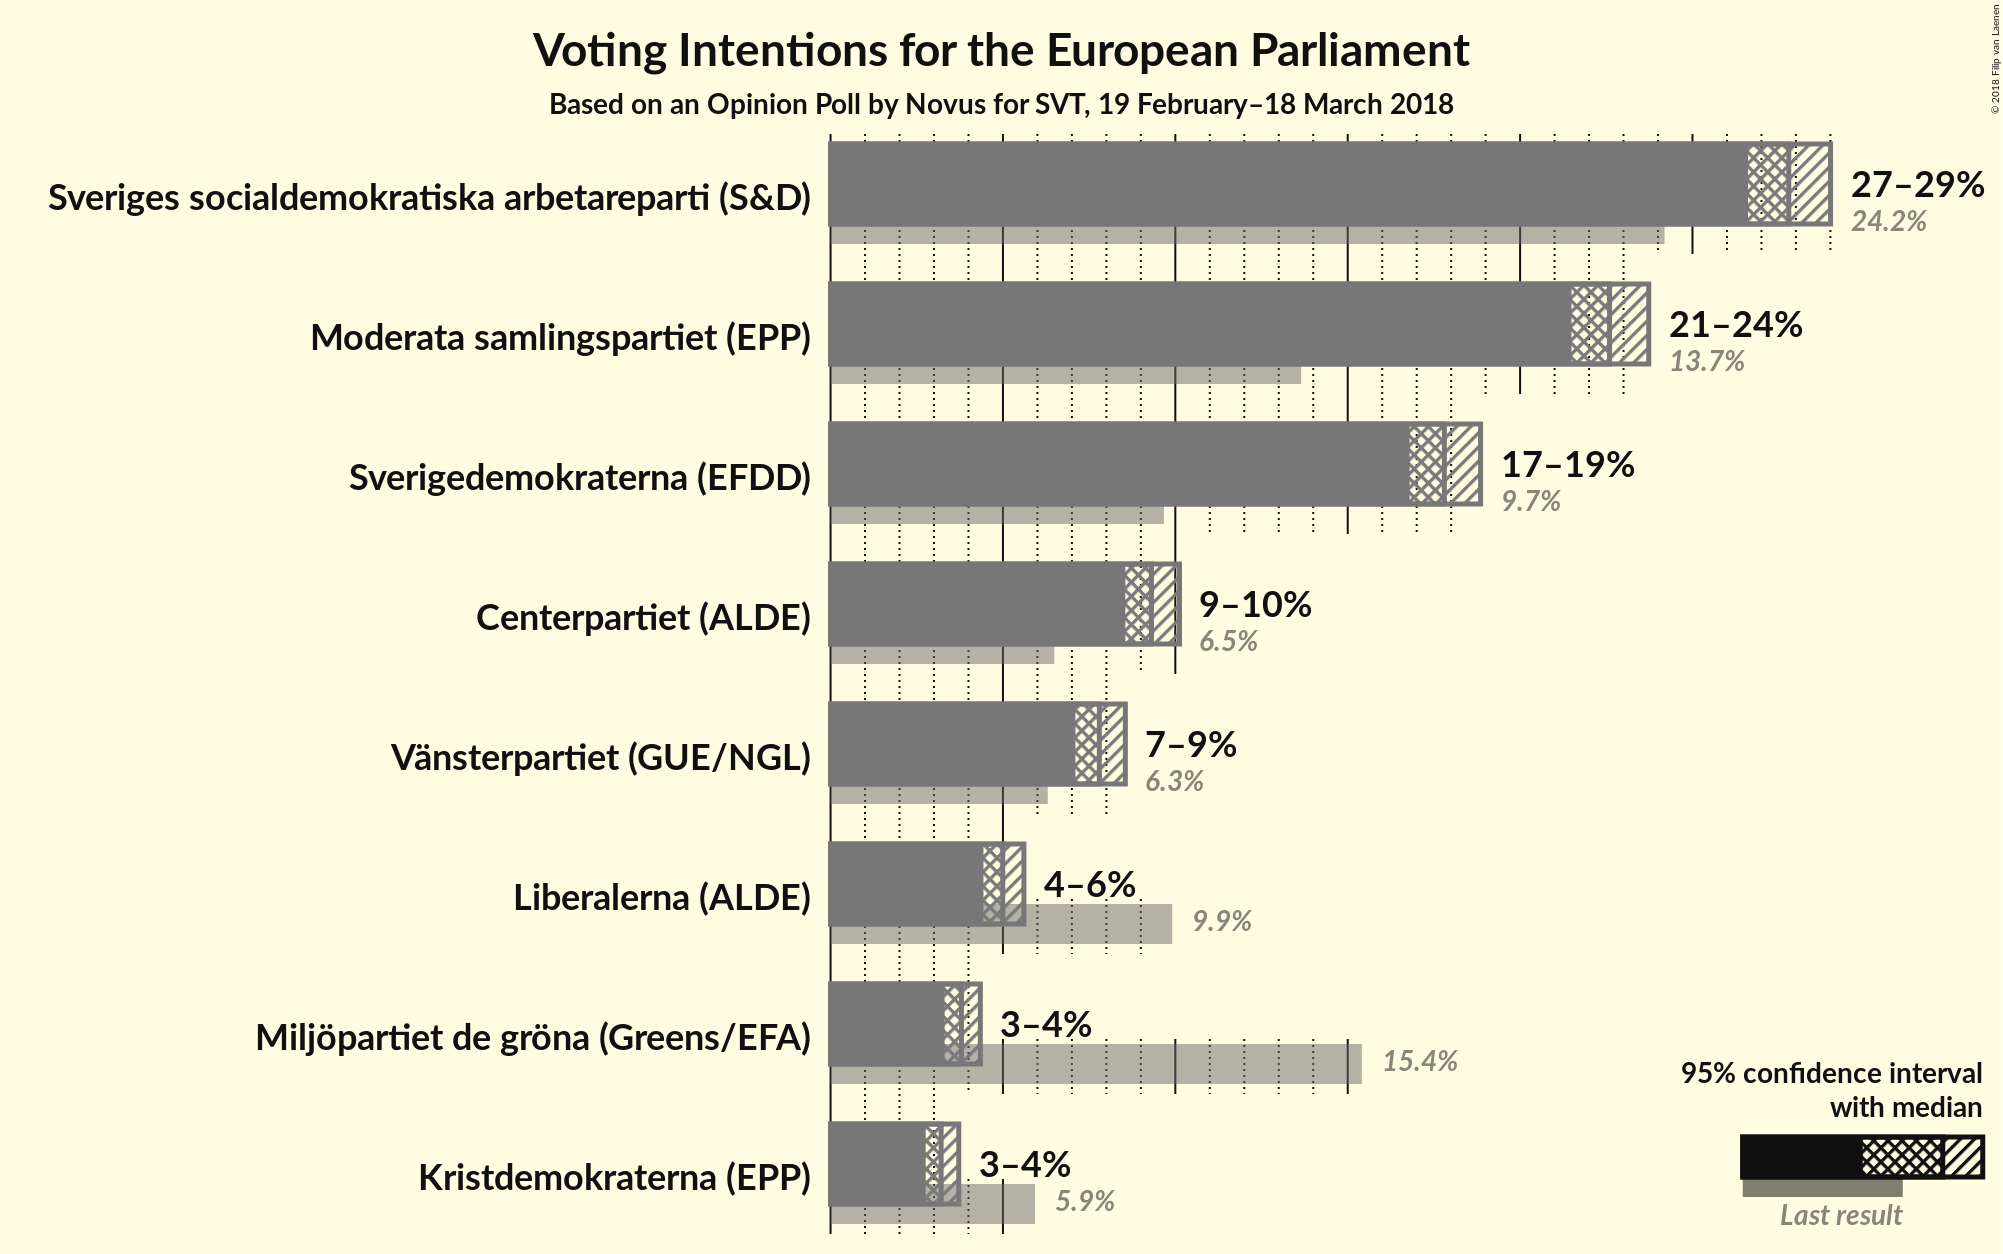 Voting Intentions for the European Parliament
Based on an Opinion Poll by Novus for SVT, 19 February–18 March 2018
© 2018 Filip van Laenen
Sveriges socialdemokratiska arbetareparti (S&D)
27–29%
24.2%
Moderata samlingspartiet (EPP)
21–24%
13.7%
Sverigedemokraterna (EFDD)
17–19%
9.7%
Centerpartiet (ALDE)
9–10%
6.5%
Vänsterpartiet (GUE/NGL)
7–9%
6.3%
Liberalerna (ALDE)
4–6%
9.9%
Miljöpartiet de gröna (Greens/EFA)
3–4%
15.4%
Kristdemokraterna (EPP)
3–4%
5.9%
95% confidence interval
with median
Last result